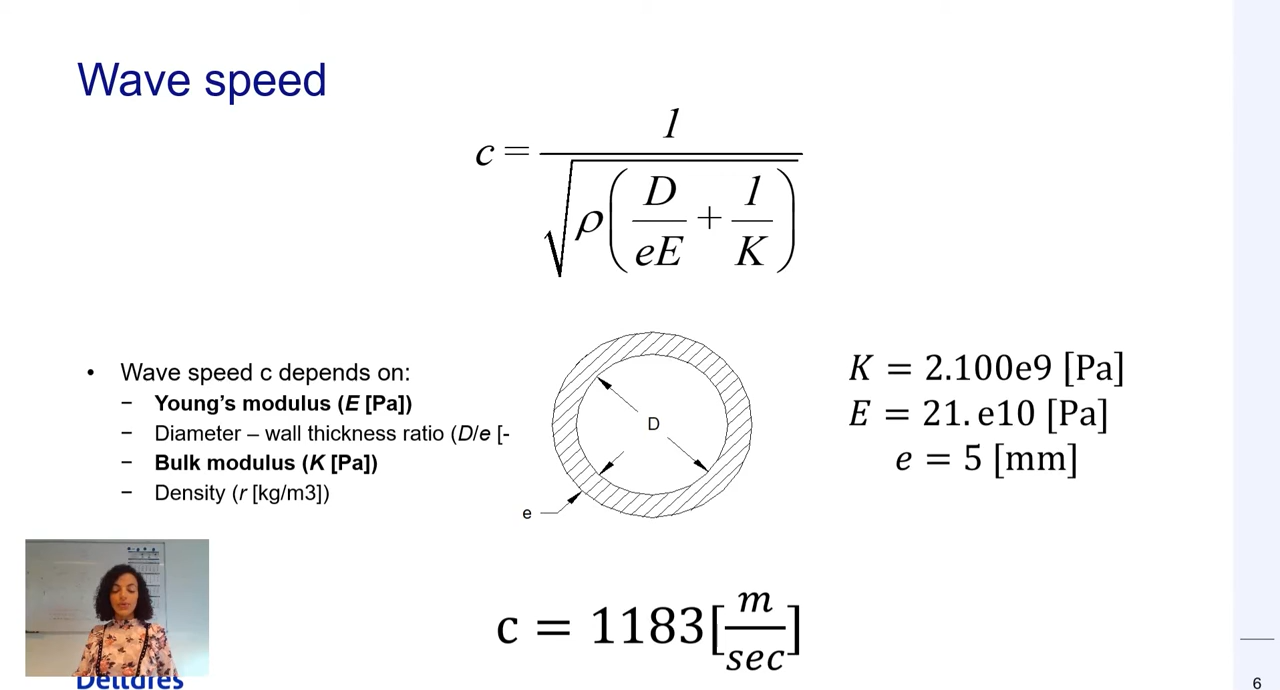 Wave speed
c = 1 / √(ρ(D/eE + 1/K))
• Wave speed c depends on:
− Young's modulus (E [Pa])
− Diameter – wall thickness ratio (D/e [-
− Bulk modulus (K [Pa])
− Density (r [kg/m3])
D
e
K = 2.100e9 [Pa]
E = 21. e10 [Pa]
e = 5 [mm]
c = 1183[m/sec]
Deltares
6